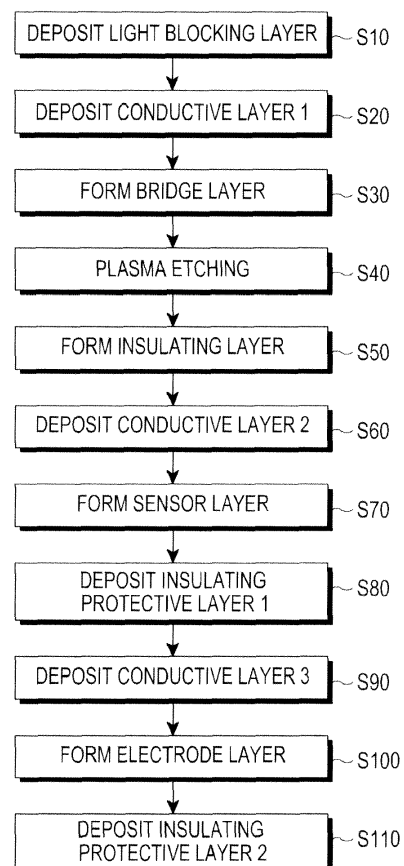 DEPOSIT LIGHT BLOCKING LAYER S10
DEPOSIT CONDUCTIVE LAYER 1 S20
FORM BRIDGE LAYER S30
PLASMA ETCHING S40
FORM INSULATING LAYER S50
DEPOSIT CONDUCTIVE LAYER 2 S60
FORM SENSOR LAYER S70
DEPOSIT INSULATING
PROTECTIVE LAYER 1 S80
DEPOSIT CONDUCTIVE LAYER 3 S90
FORM ELECTRODE LAYER S100
DEPOSIT INSULATING
PROTECTIVE LAYER 2 S110